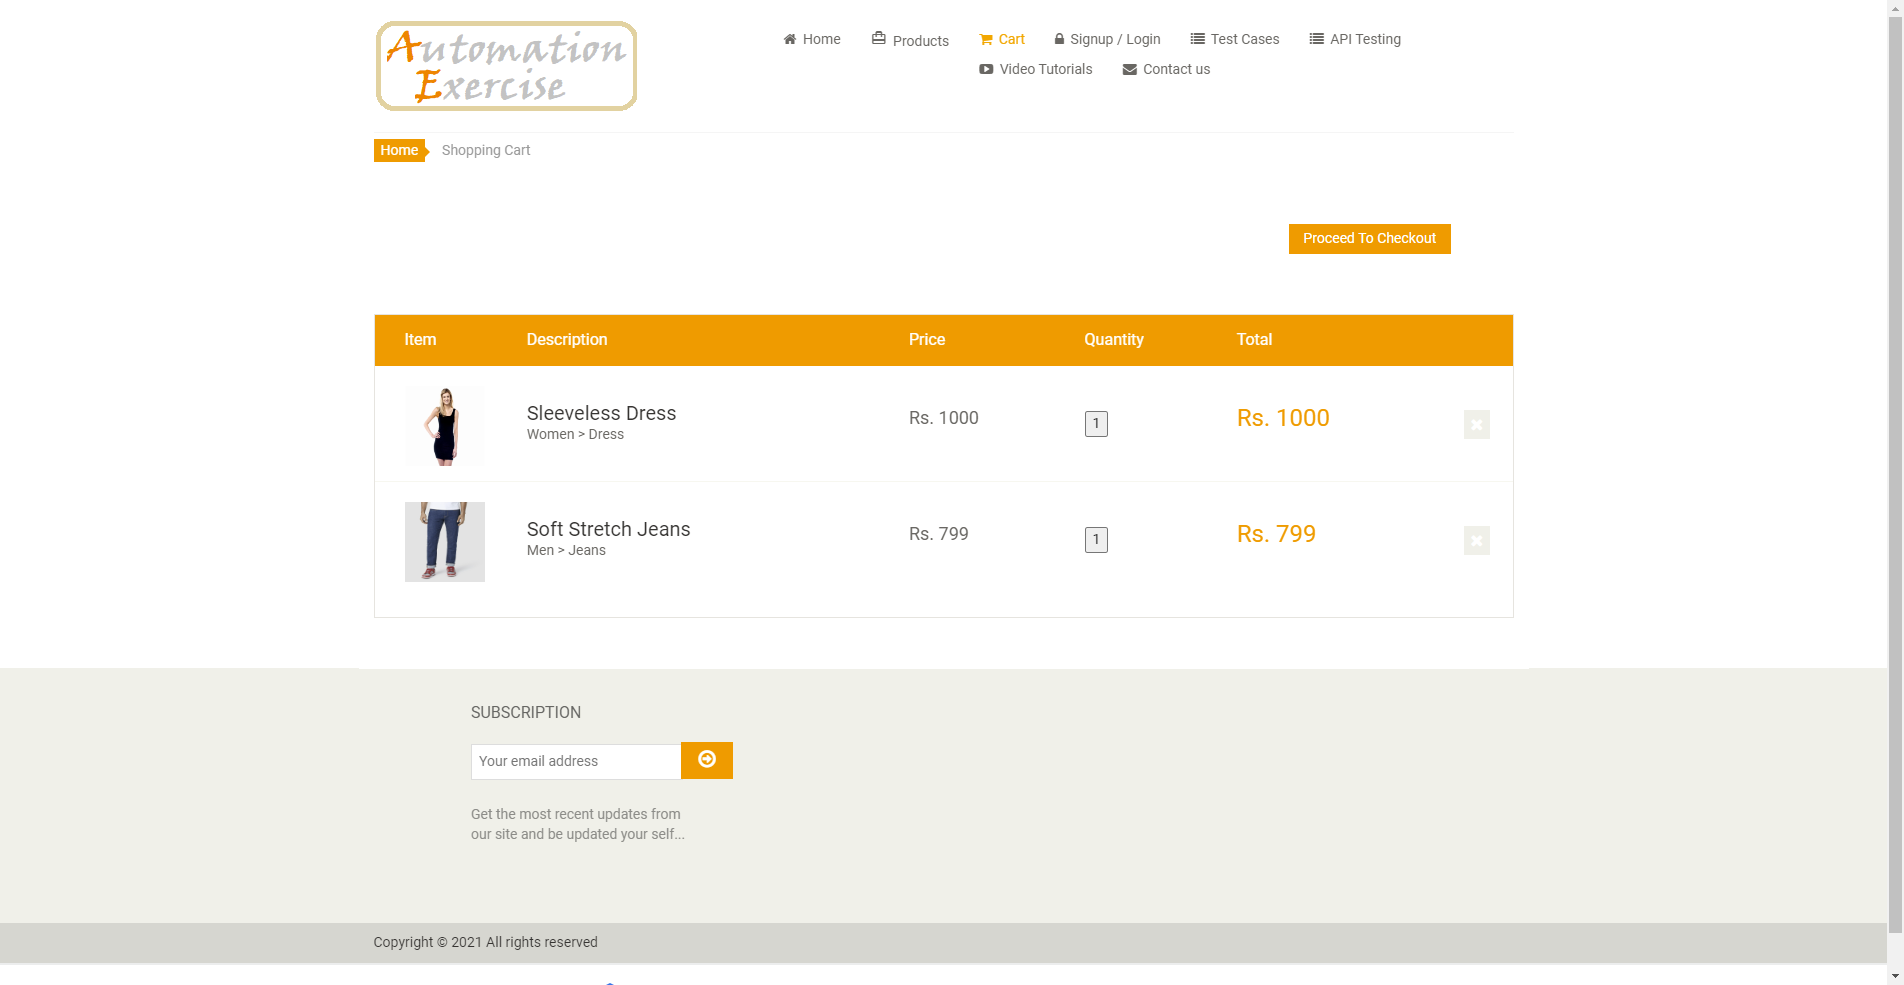 Automation
Exercise
Home
Products
Cart
Signup / Login
Test Cases
API Testing
Video Tutorials
Contact us
Home
Shopping Cart
Proceed To Checkout
Item Description Price Quantity Total
Sleeveless Dress
Women > Dress
Rs. 1000
1
Rs. 1000
Soft Stretch Jeans
Men > Jeans
Rs. 799
1
Rs. 799
SUBSCRIPTION
Your email address
Get the most recent updates from
our site and be updated your self...
Copyright © 2021 All rights reserved